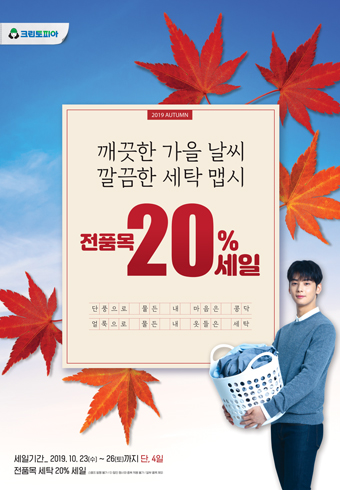 크린토피아
2019 AUTUMN
깨끗한 가을 날씨
깔끔한 세탁 맵시
전품목 20% 세일
단풍으로 물든 내 마음은 콩닥
얼룩으로 물든 내 옷들은 세탁
세일기간_ 2019. 10. 23(수) ~ 26(토)까지 단, 4일
전품목 세탁 20% 세일